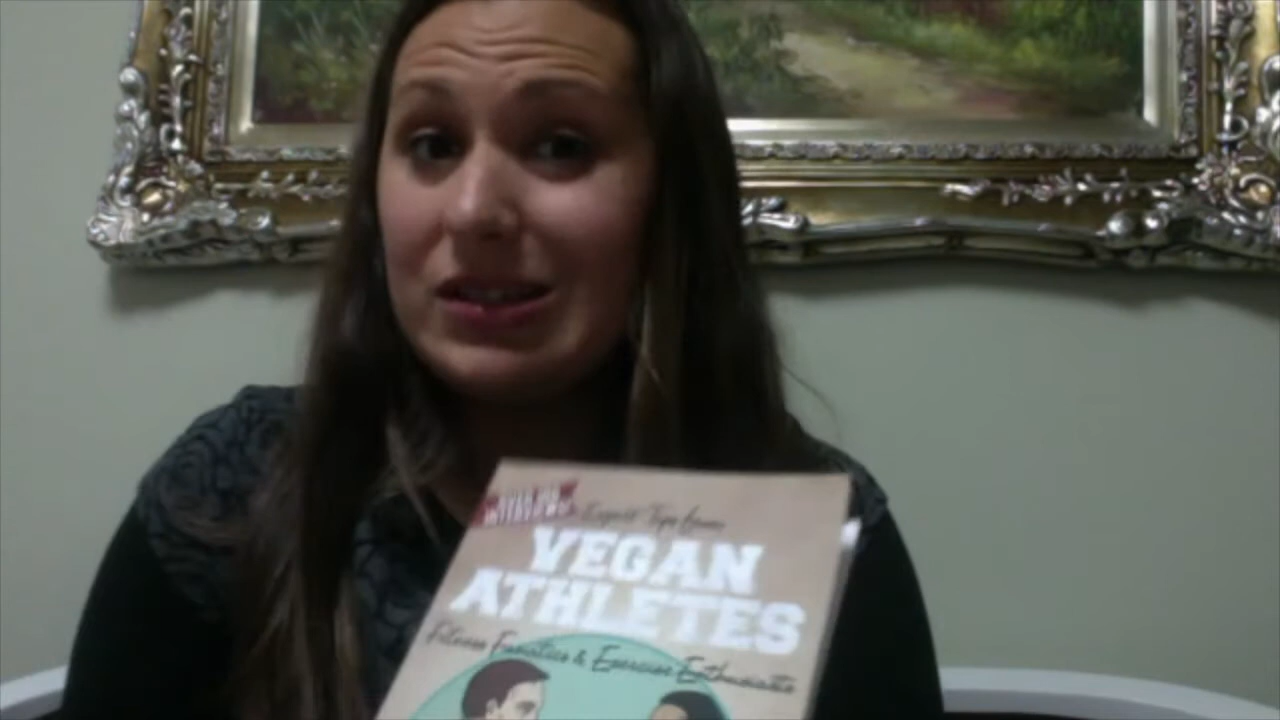 Expert Tips from
VEGAN
ATHLETES
Fitness Fanatics & Exercise Enthusiasts